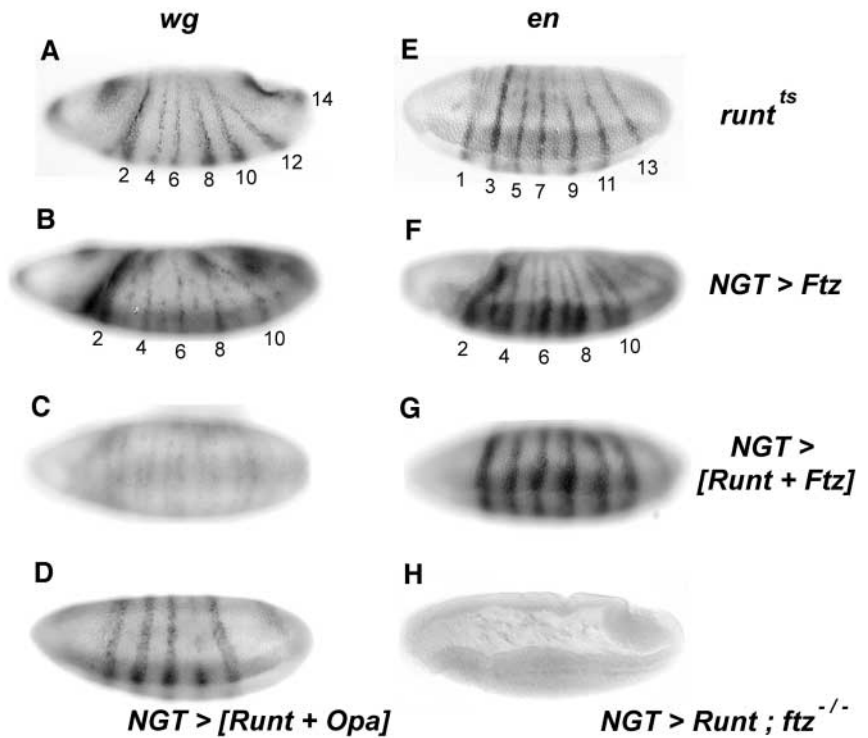 wg en
A E
runt ts
14
2 4 6 8 10 12
1 3 5 7 9 11 13
B F
NGT > Ftz
2 4 6 8 10
2 4 6 8 10
C G
NGT >
[Runt + Ftz]
D H
NGT > [Runt + Opa] NGT > Runt ; ftz -/-